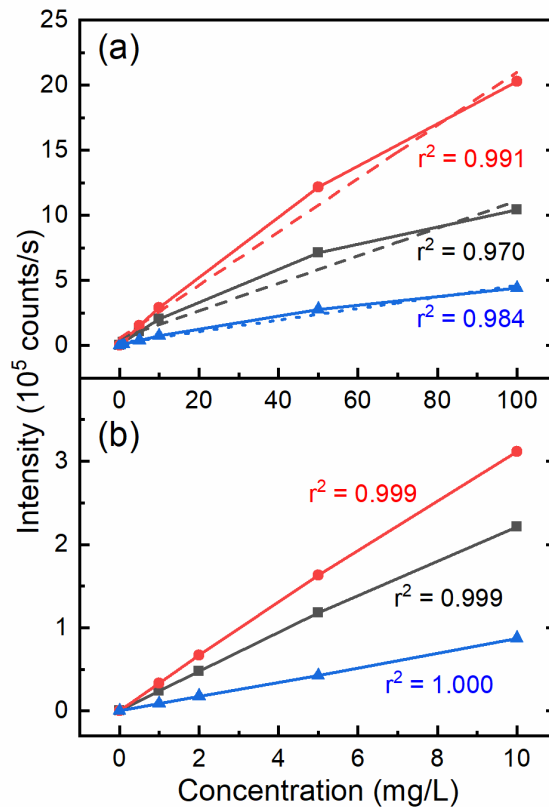 25
(a)
20
r² = 0.991
15
10
r² = 0.970
5
r² = 0.984
0
0 20 40 60 80 100
Intensity (10⁵ counts/s)
(b)
3
r² = 0.999
2
r² = 0.999
1
r² = 1.000
0
0 2 4 6 8 10
Concentration (mg/L)